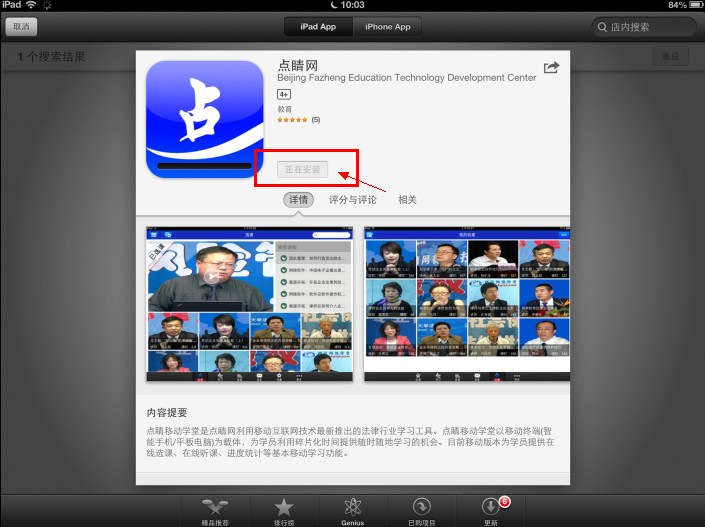 iPad
10:03
84%
取消
iPad App
iPhone App
店内搜索
1 个搜索结果
点睛网
Beijing Fazheng Education Technology Development Center
4+
教育
(5)
点
正在安装
详情
评分与评论
相关
已选课
内容提要
点睛移动学堂是点睛网利用移动互联网技术最新推出的法律行业学习工具。点睛移动学堂以移动终端(智
能手机/平板电脑)为载体，为学员利用碎片化时间提供随时随地学习的机会。目前移动版本为学员提供在
线选课、在线听课、进度统计等基本移动学习功能。
精品推荐
排行榜
Genius
已购项目
更新
6